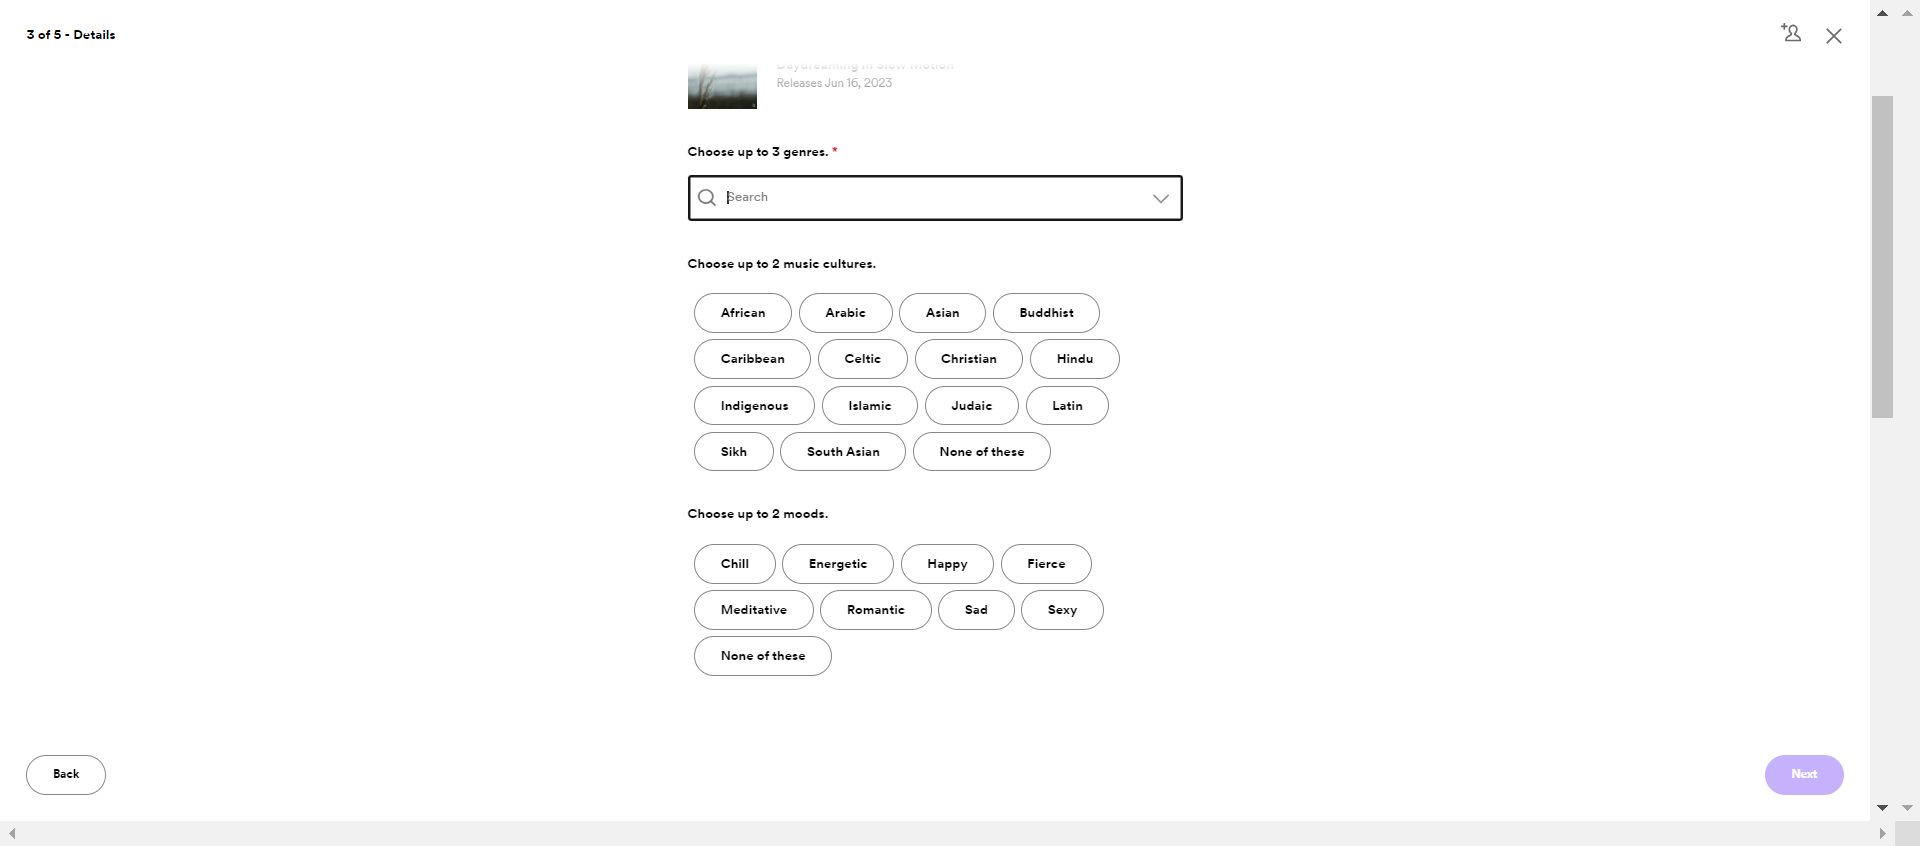 3 of 5 - Details
Daydreaming In Slow Motion
Releases Jun 16, 2023
Choose up to 3 genres. *
Search
Choose up to 2 music cultures.
African Arabic Asian Buddhist
Caribbean Celtic Christian Hindu
Indigenous Islamic Judaic Latin
Sikh South Asian None of these
Choose up to 2 moods.
Chill Energetic Happy Fierce
Meditative Romantic Sad Sexy
None of these
Back Next